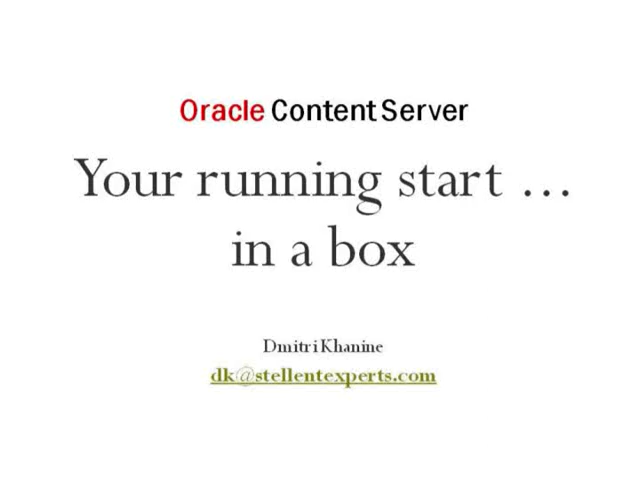 Oracle Content Server
Your running start …
in a box
Dmitri Khanine
dk@stellentexperts.com